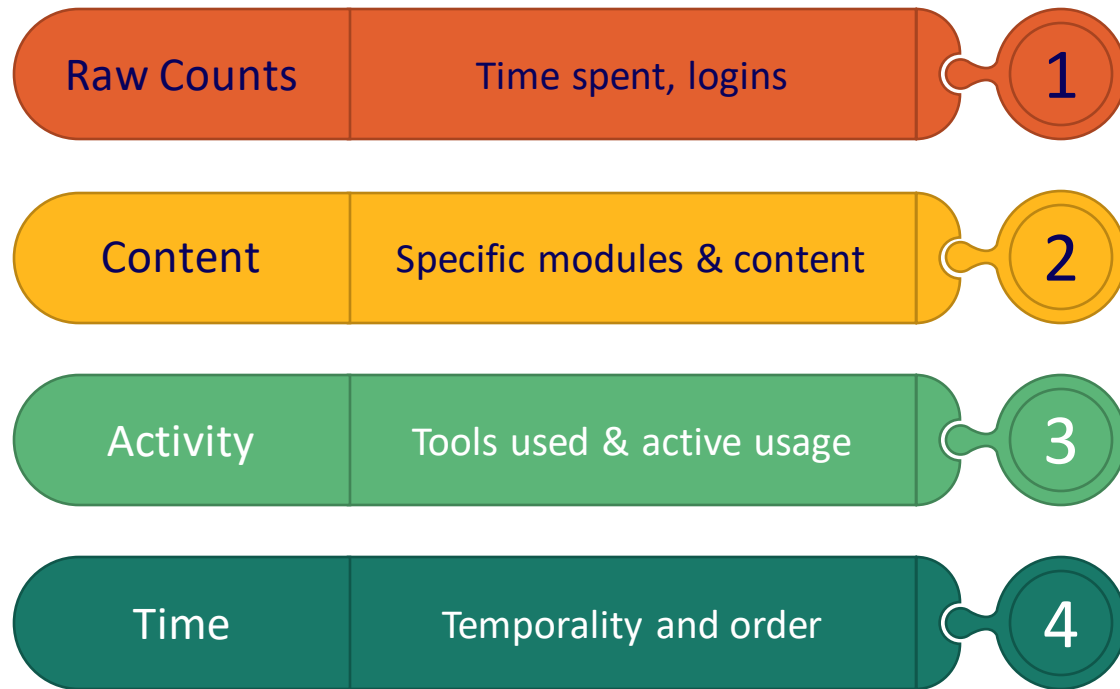 Raw Counts Time spent, logins 1
Content Specific modules & content 2
Activity Tools used & active usage 3
Time Temporality and order 4